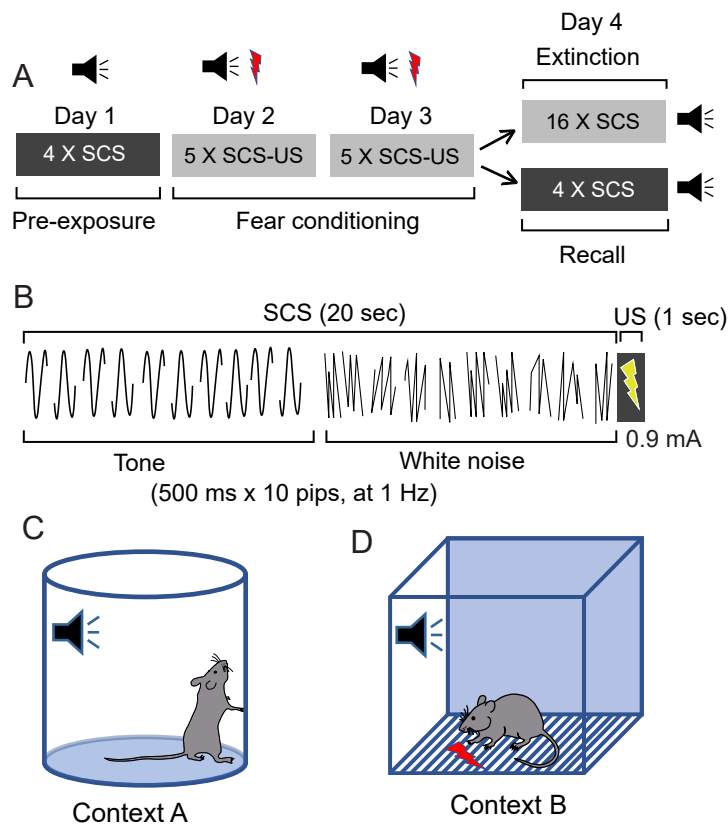 A
Day 1
4 X SCS
Pre-exposure
Day 2
5 X SCS-US
Day 3
5 X SCS-US
Fear conditioning
Day 4
Extinction
16 X SCS
4 X SCS
Recall
B
SCS (20 sec)
US (1 sec)
0.9 mA
Tone
White noise
(500 ms x 10 pips, at 1 Hz)
C
Context A
D
Context B